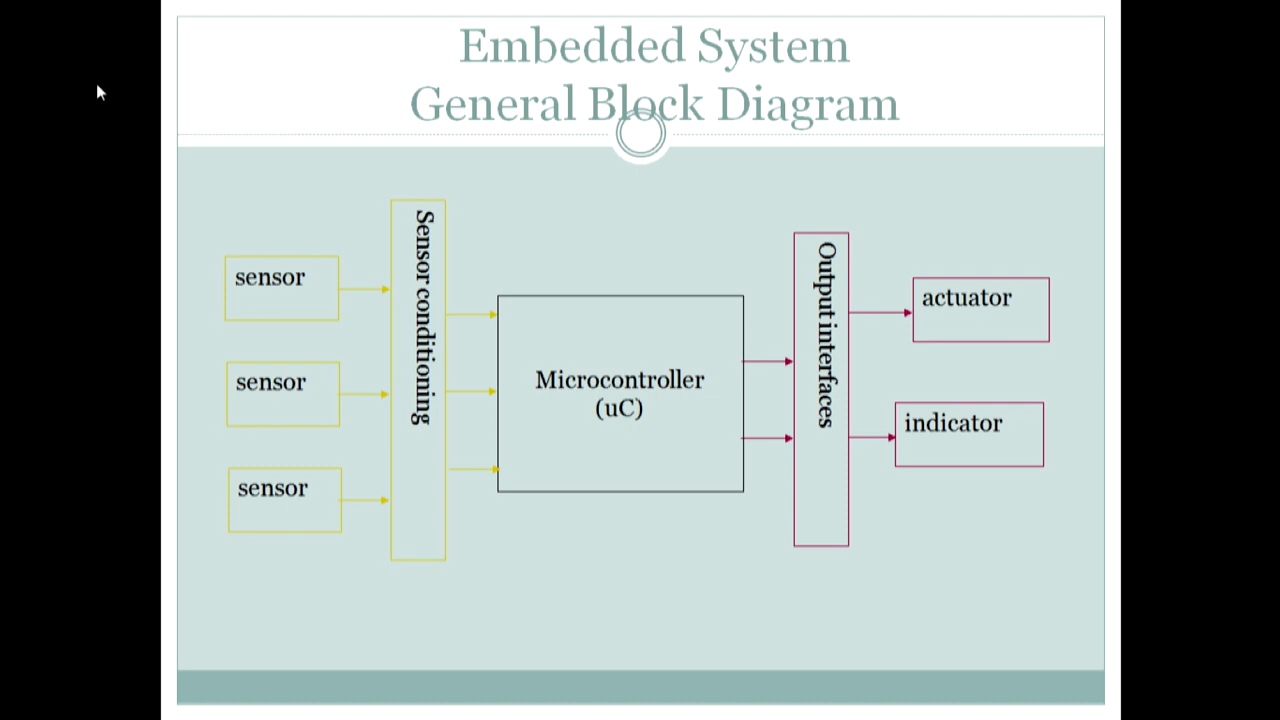 Embedded System
General Block Diagram
sensor
sensor
sensor
Sensor conditioning
Microcontroller
(uC)
Output interfaces
actuator
indicator